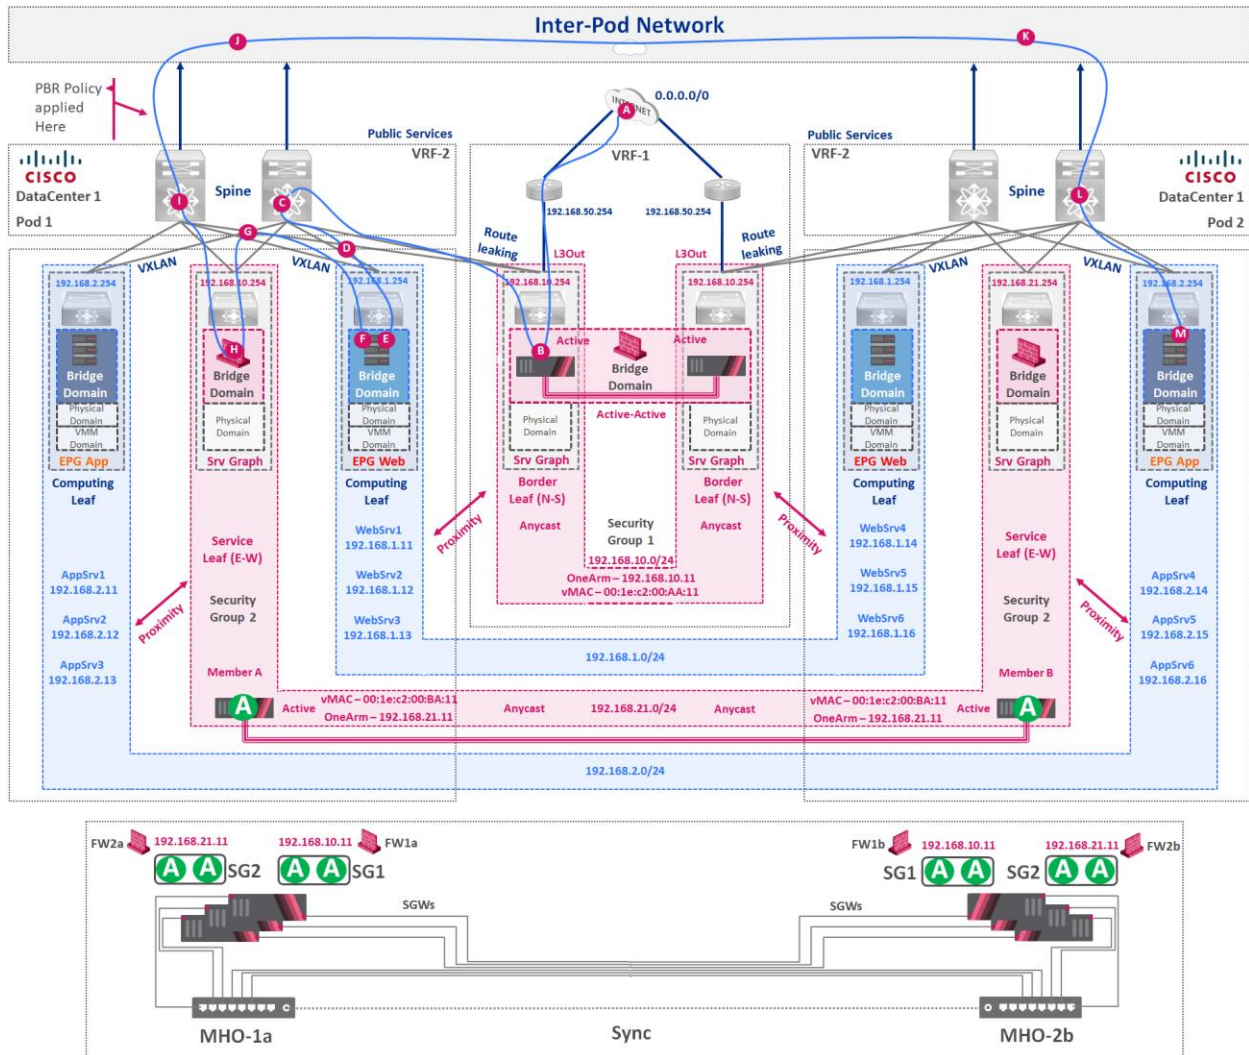 Inter-Pod Network
J
K
PBR Policy
applied
Here
INTERNET
A
0.0.0.0/0
Public Services
VRF-2
VRF-1
Public Services
VRF-2
CISCO
DataCenter 1
Pod 1
Spine
I
C
192.168.50.254
192.168.50.254
Spine
L
CISCO
DataCenter 1
Pod 2
G
D
VXLAN
VXLAN
Route
leaking
L3Out
L3Out
Route
leaking
VXLAN
VXLAN
192.168.2.254
192.168.10.254
192.168.1.254
192.168.10.254
192.168.10.254
192.168.1.254
192.168.21.254
192.168.2.254
H
F
E
B
M
Active
Active
Bridge
Domain
Bridge
Domain
Bridge
Domain
Bridge
Domain
Bridge
Domain
Bridge
Domain
Bridge
Domain
Active-Active
Physical
Domain
VMM
Domain
Physical
Domain
Physical
Domain
VMM
Domain
Physical
Domain
Physical
Domain
Physical
Domain
VMM
Domain
Physical
Domain
Physical
Domain
VMM
Domain
EPG App
Srv Graph
EPG Web
Srv Graph
Srv Graph
EPG Web
Srv Graph
EPG App
Computing
Leaf
Computing
Leaf
Border
Leaf (N-S)
Border
Leaf (N-S)
Computing
Leaf
Computing
Leaf
Proximity
Anycast
Security
Group 1
Anycast
Proximity
WebSrv1
192.168.1.11
WebSrv2
192.168.1.12
WebSrv3
192.168.1.13
WebSrv4
192.168.1.14
WebSrv5
192.168.1.15
WebSrv6
192.168.1.16
192.168.10.0/24
OneArm – 192.168.10.11
vMAC – 00:1e:c2:00:AA:11
Service
Leaf (E-W)
Service
Leaf (E-W)
AppSrv1
192.168.2.11
AppSrv2
192.168.2.12
AppSrv3
192.168.2.13
Proximity
Security
Group 2
Security
Group 2
Proximity
AppSrv4
192.168.2.14
AppSrv5
192.168.2.15
AppSrv6
192.168.2.16
192.168.1.0/24
Member A
Member B
A
Active
vMAC – 00:1e:c2:00:BA:11
OneArm – 192.168.21.11
Anycast
192.168.21.0/24
Anycast
vMAC – 00:1e:c2:00:BA:11
OneArm – 192.168.21.11
Active
A
192.168.2.0/24
FW2a
192.168.21.11
192.168.10.11
FW1a
FW1b
192.168.10.11
192.168.21.11
FW2b
A A SG2
A A SG1
SG1 A A
SG2 A A
SGWs
SGWs
MHO-1a
Sync
MHO-2b